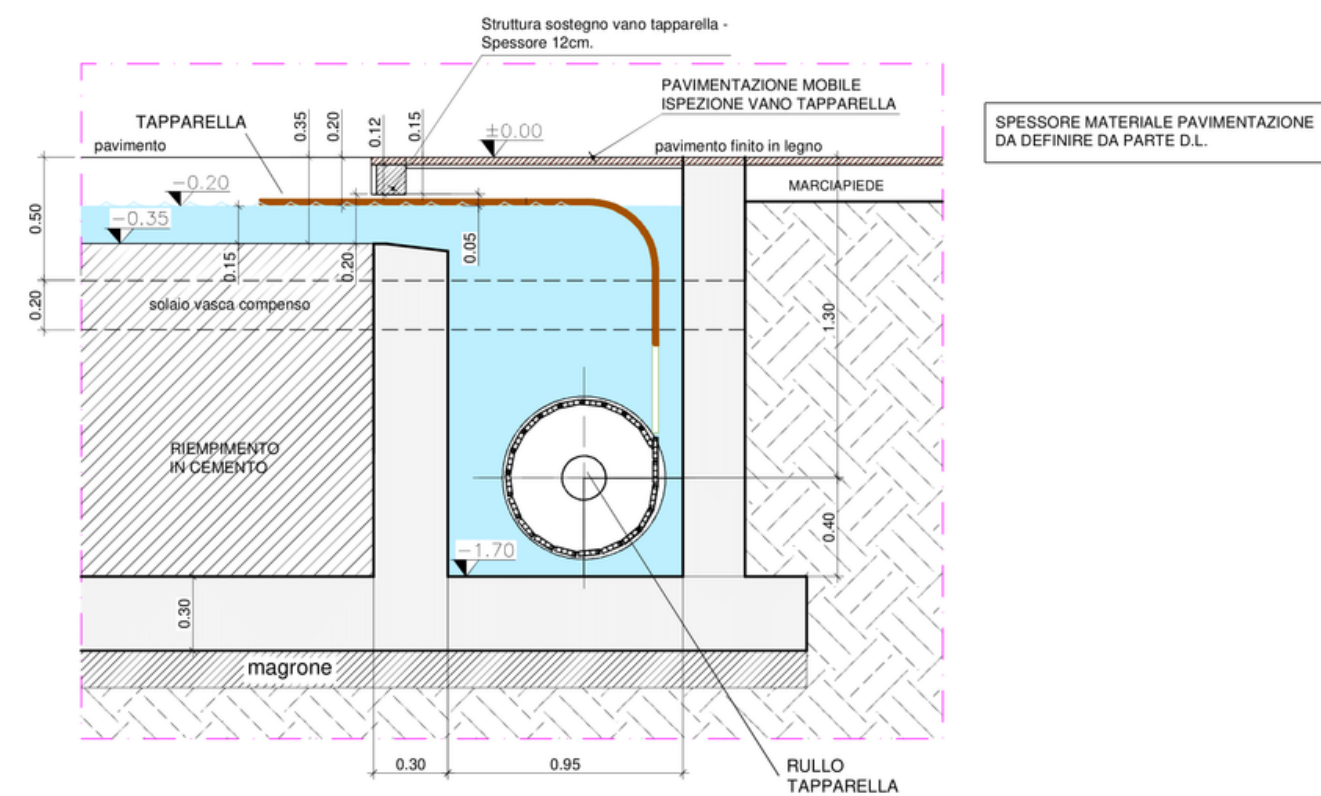 Struttura sostegno vano tapparella -
Spessore 12cm.
PAVIMENTAZIONE MOBILE
ISPEZIONE VANO TAPPARELLA
SPESSORE MATERIALE PAVIMENTAZIONE
DA DEFINIRE DA PARTE D.L.
TAPPARELLA
0.35
0.20
0.12
0.15
±0.00
pavimento
pavimento finito in legno
MARCIAPIEDE
−0.20
−0.35
0.50
0.15
0.20
0.05
0.20
solaio vasca compenso
1.30
RIEMPIMENTO
IN CEMENTO
0.40
−1.70
0.30
magrone
0.30
0.95
RULLO
TAPPARELLA